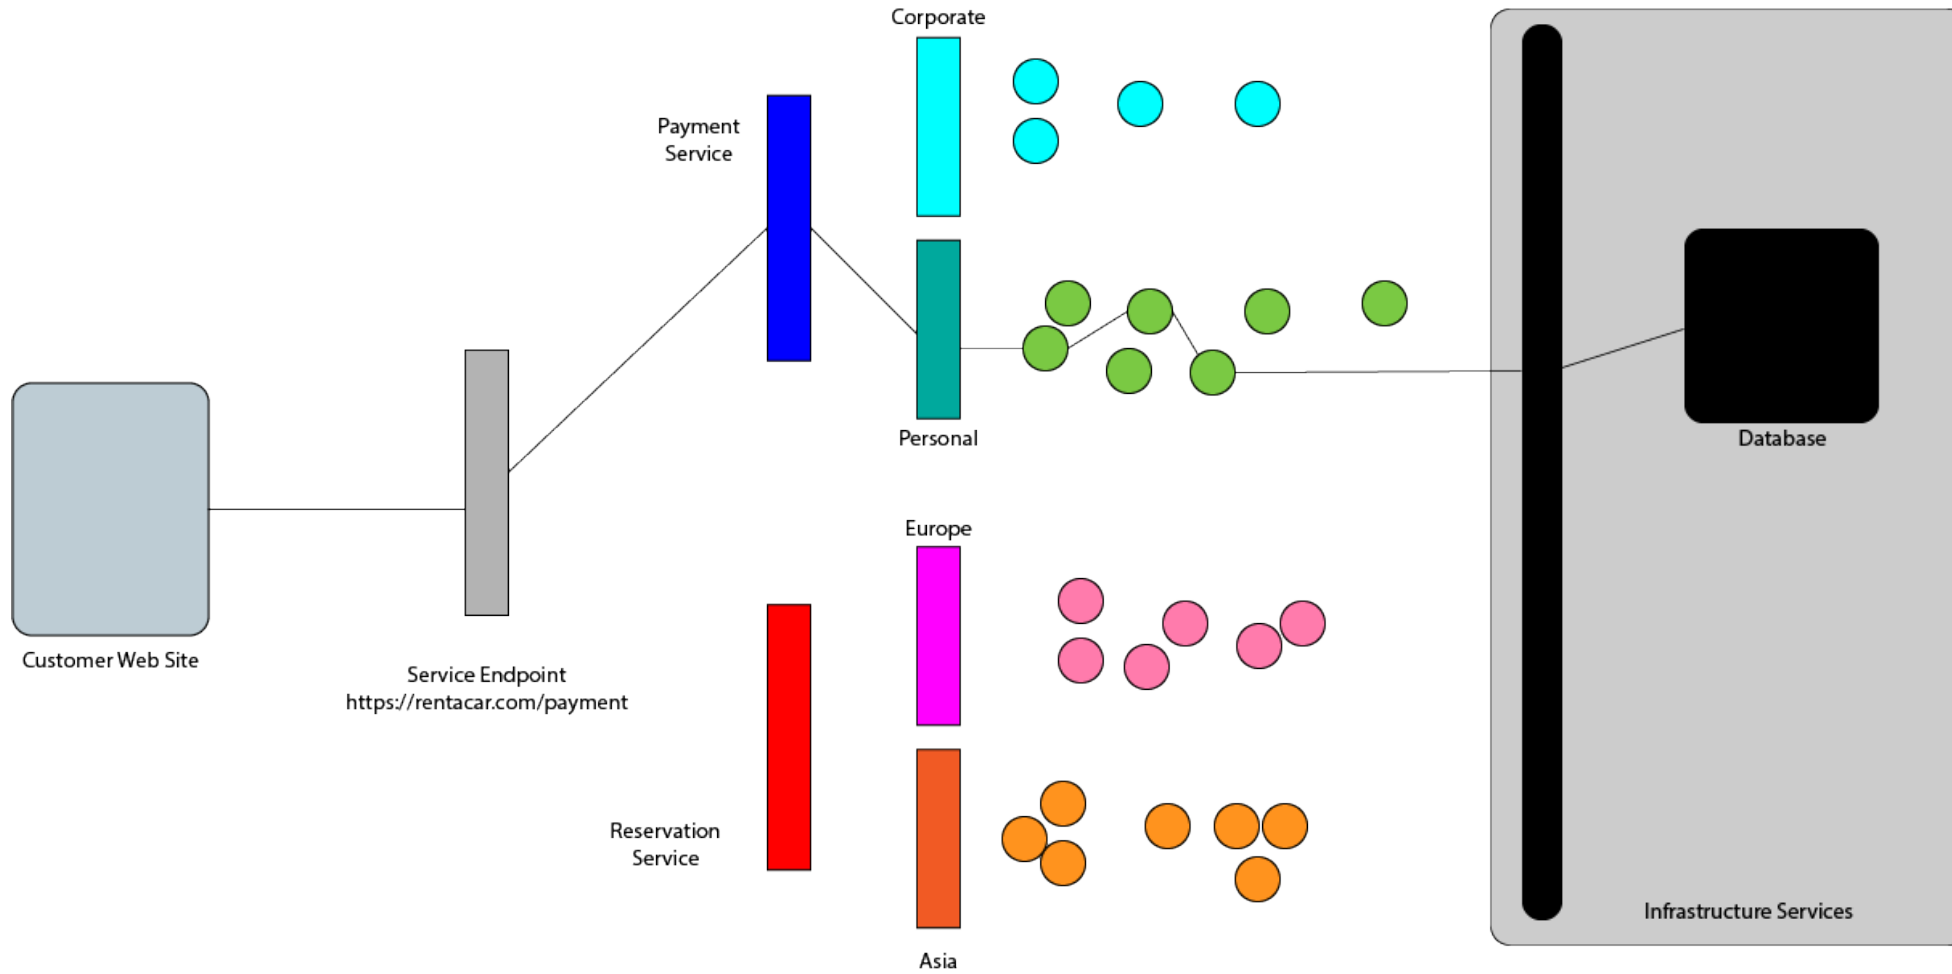 Corporate
Payment
Service
Personal
Database
Europe
Customer Web Site
Service Endpoint
https://rentacar.com/payment
Reservation
Service
Infrastructure Services
Asia